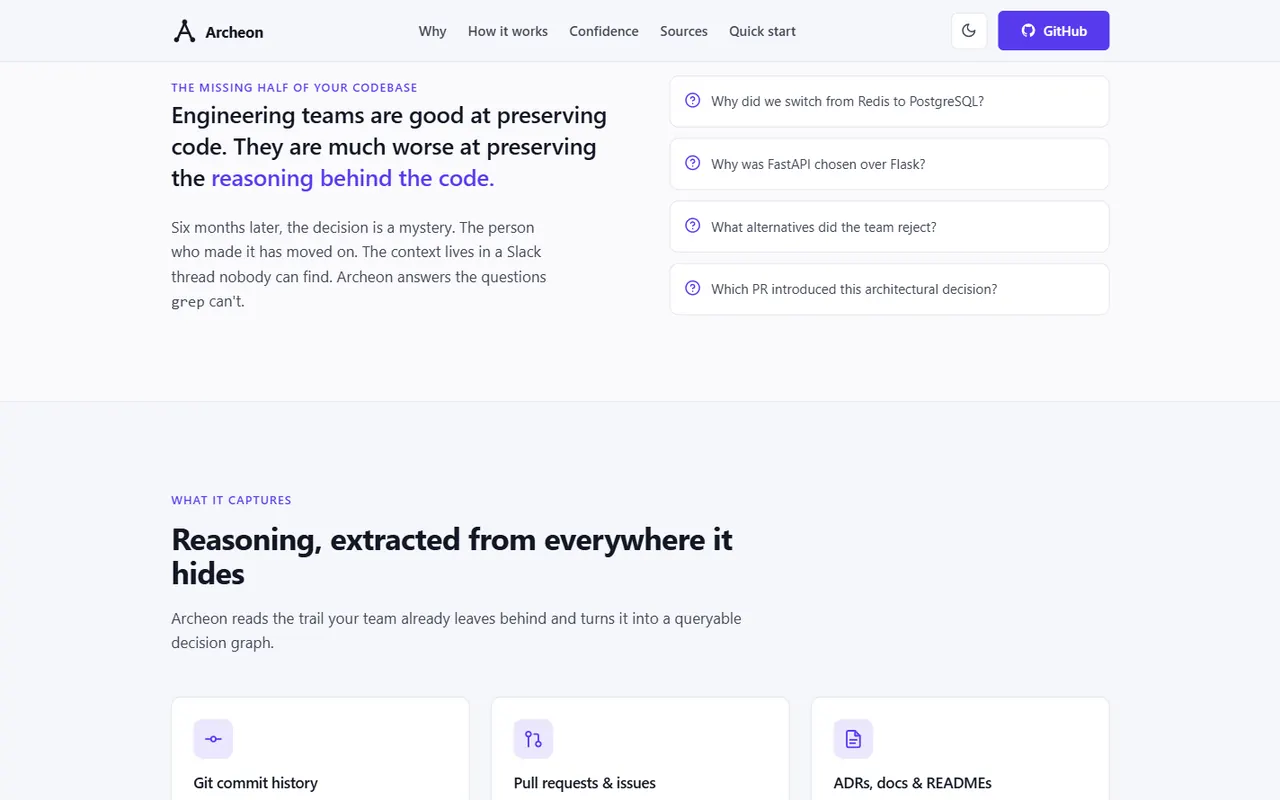 Archeon
Why
How it works
Confidence
Sources
Quick start
GitHub
THE MISSING HALF OF YOUR CODEBASE
Engineering teams are good at preserving
code. They are much worse at preserving
the reasoning behind the code.
Six months later, the decision is a mystery. The person
who made it has moved on. The context lives in a Slack
thread nobody can find. Archeon answers the questions
grep can't.
Why did we switch from Redis to PostgreSQL?
Why was FastAPI chosen over Flask?
What alternatives did the team reject?
Which PR introduced this architectural decision?
WHAT IT CAPTURES
Reasoning, extracted from everywhere it
hides
Archeon reads the trail your team already leaves behind and turns it into a queryable
decision graph.
Git commit history
Pull requests & issues
ADRs, docs & READMEs